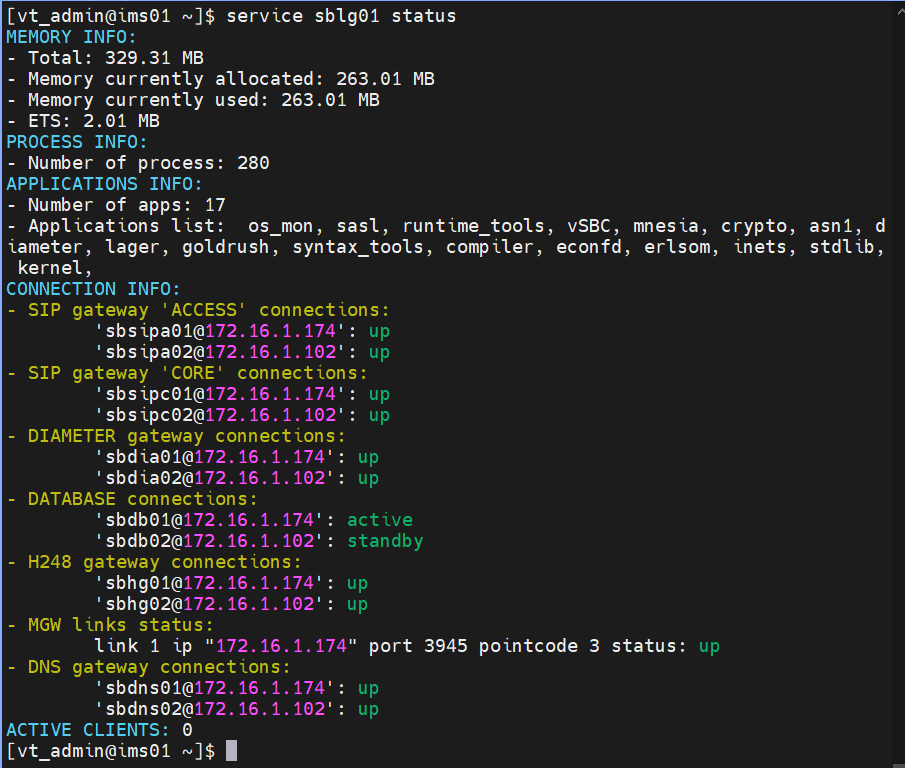 [vt_admin@ims01 ~]$ service sblg01 status
MEMORY INFO:
- Total: 329.31 MB
- Memory currently allocated: 263.01 MB
- Memory currently used: 263.01 MB
- ETS: 2.01 MB
PROCESS INFO:
- Number of process: 280
APPLICATIONS INFO:
- Number of apps: 17
- Applications list:  os_mon, sasl, runtime_tools, vSBC, mnesia, crypto, asn1, d
iameter, lager, goldrush, syntax_tools, compiler, econfd, erlsom, inets, stdlib,
 kernel,
CONNECTION INFO:
- SIP gateway 'ACCESS' connections:
        'sbsipa01@172.16.1.174': up
        'sbsipa02@172.16.1.102': up
- SIP gateway 'CORE' connections:
        'sbsipc01@172.16.1.174': up
        'sbsipc02@172.16.1.102': up
- DIAMETER gateway connections:
        'sbdia01@172.16.1.174': up
        'sbdia02@172.16.1.102': up
- DATABASE connections:
        'sbdb01@172.16.1.174': active
        'sbdb02@172.16.1.102': standby
- H248 gateway connections:
        'sbhg01@172.16.1.174': up
        'sbhg02@172.16.1.102': up
- MGW links status:
        link 1 ip "172.16.1.174" port 3945 pointcode 3 status: up
- DNS gateway connections:
        'sbdns01@172.16.1.174': up
        'sbdns02@172.16.1.102': up
ACTIVE CLIENTS: 0
[vt_admin@ims01 ~]$